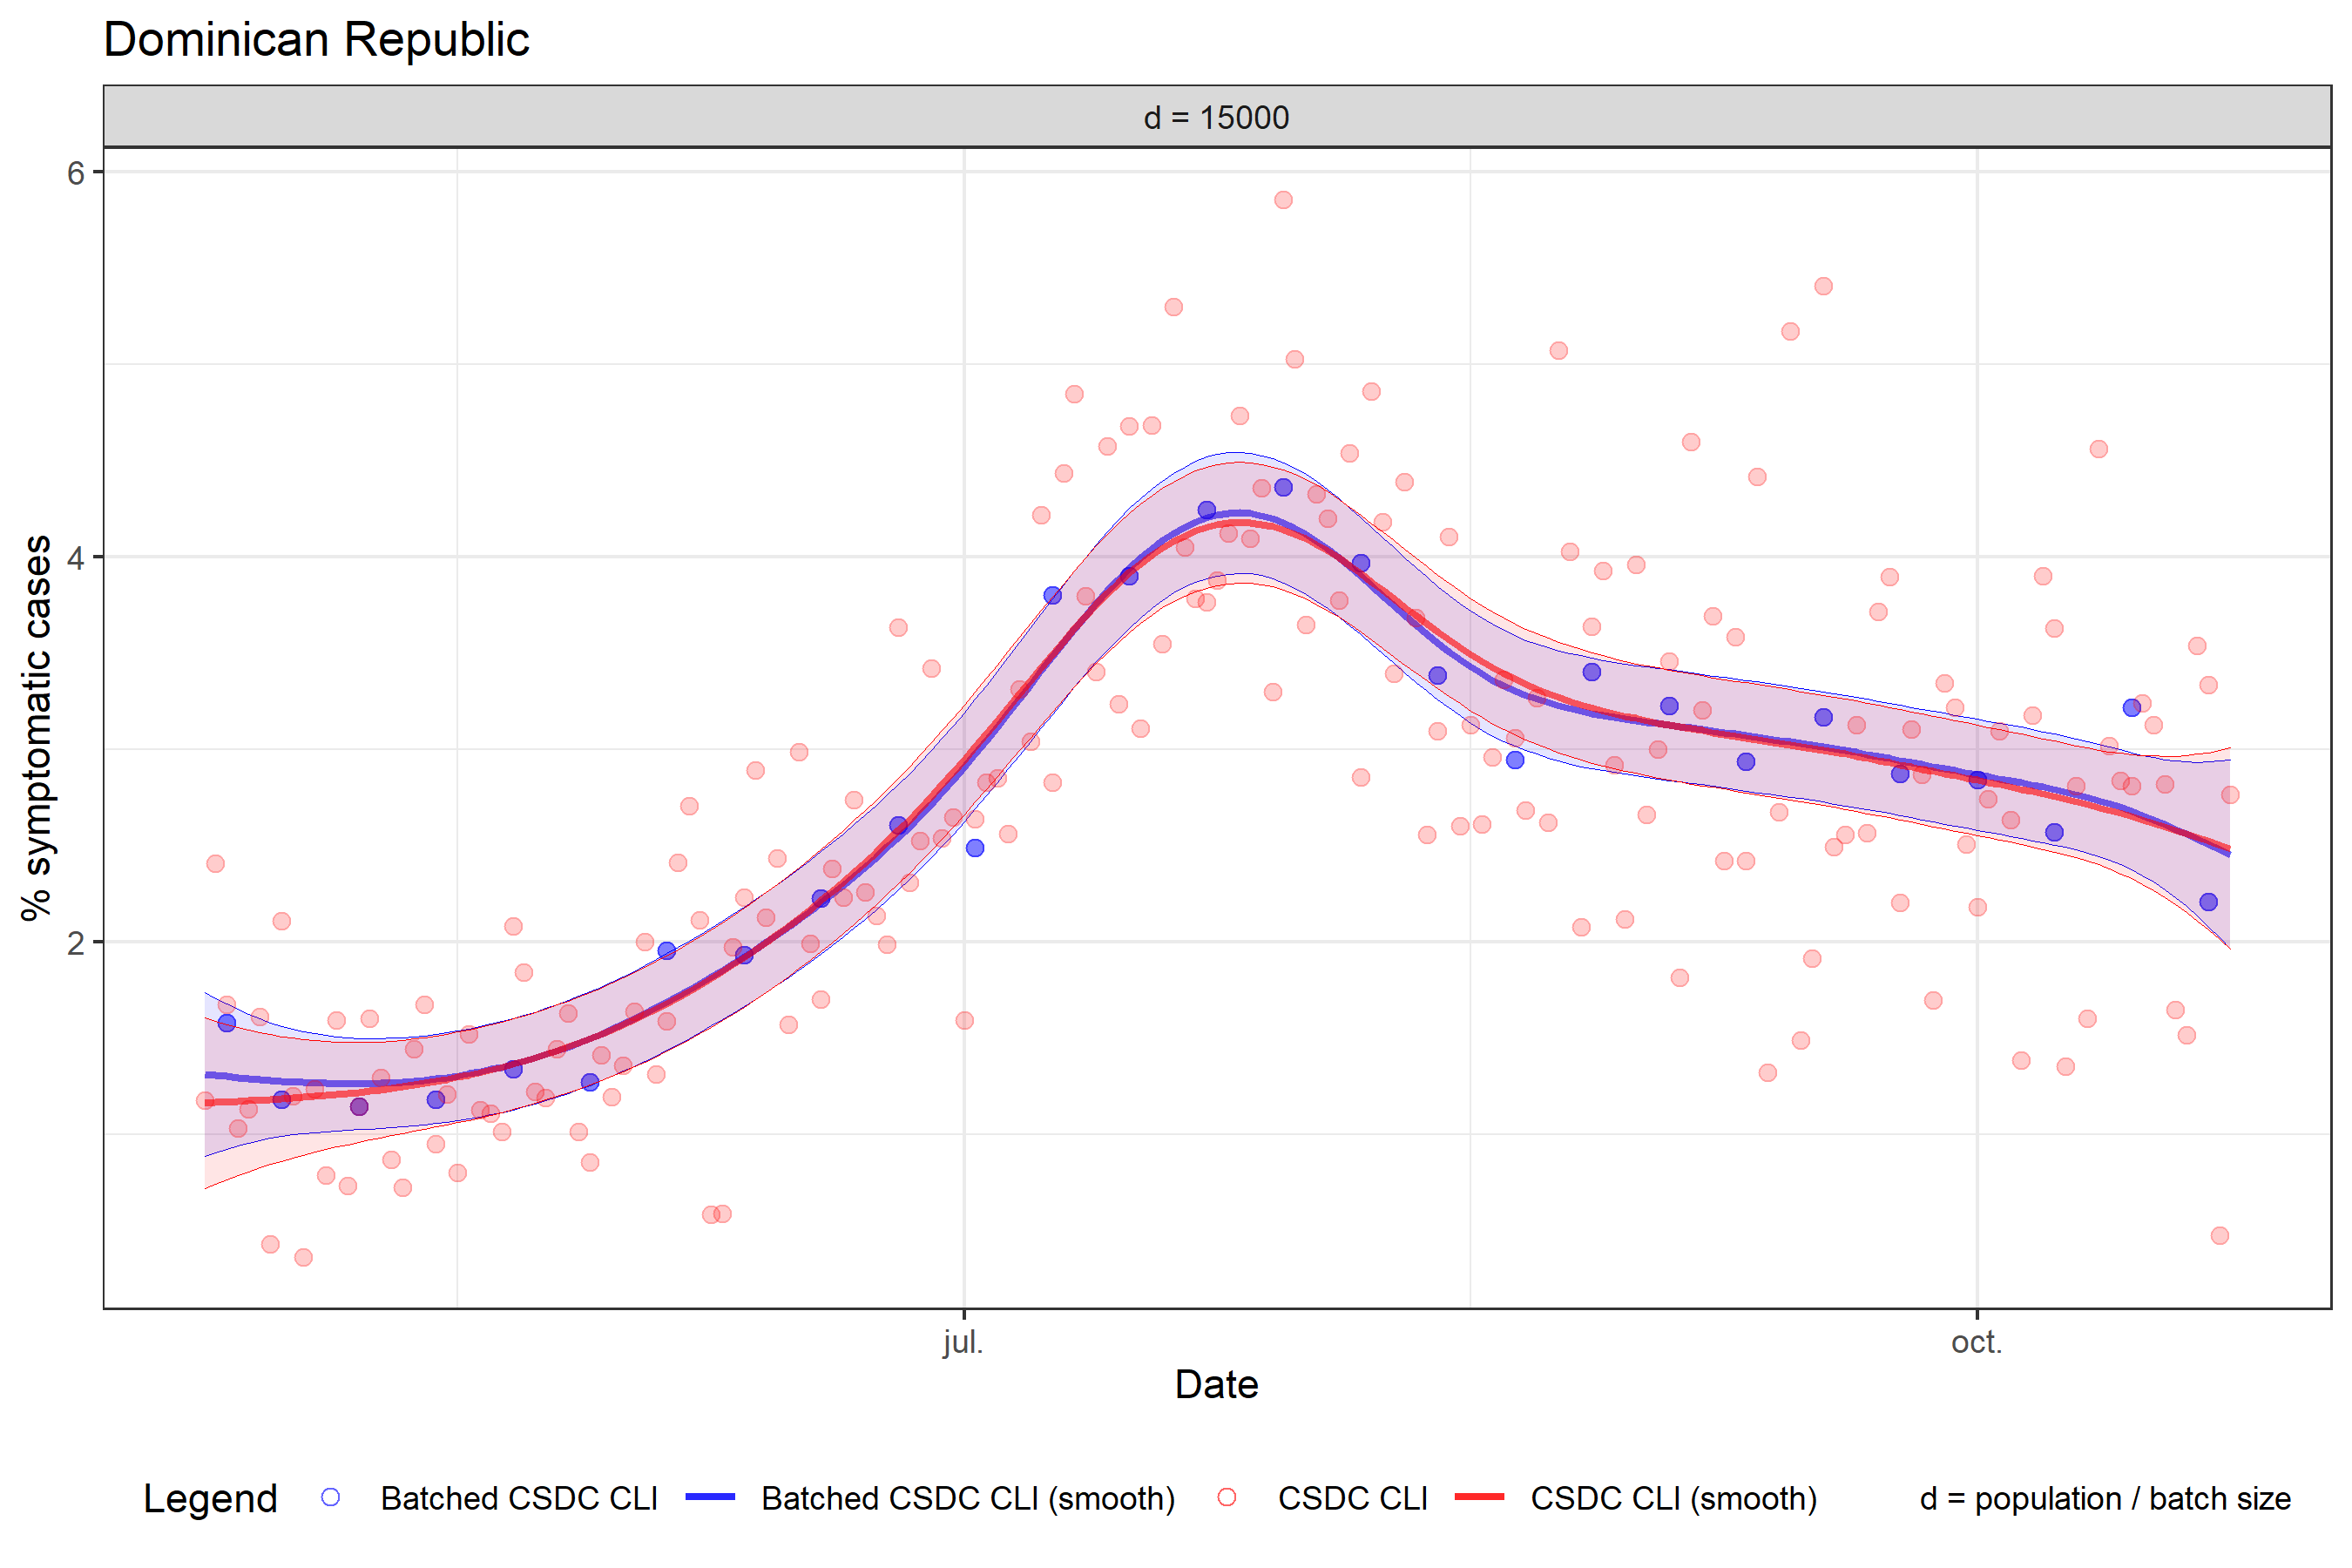 Dominican Republic
d = 15000
% symptomatic cases
6
4
2
jul.
oct.
Date
Legend Batched CSDC CLI Batched CSDC CLI (smooth) CSDC CLI CSDC CLI (smooth) d = population / batch size